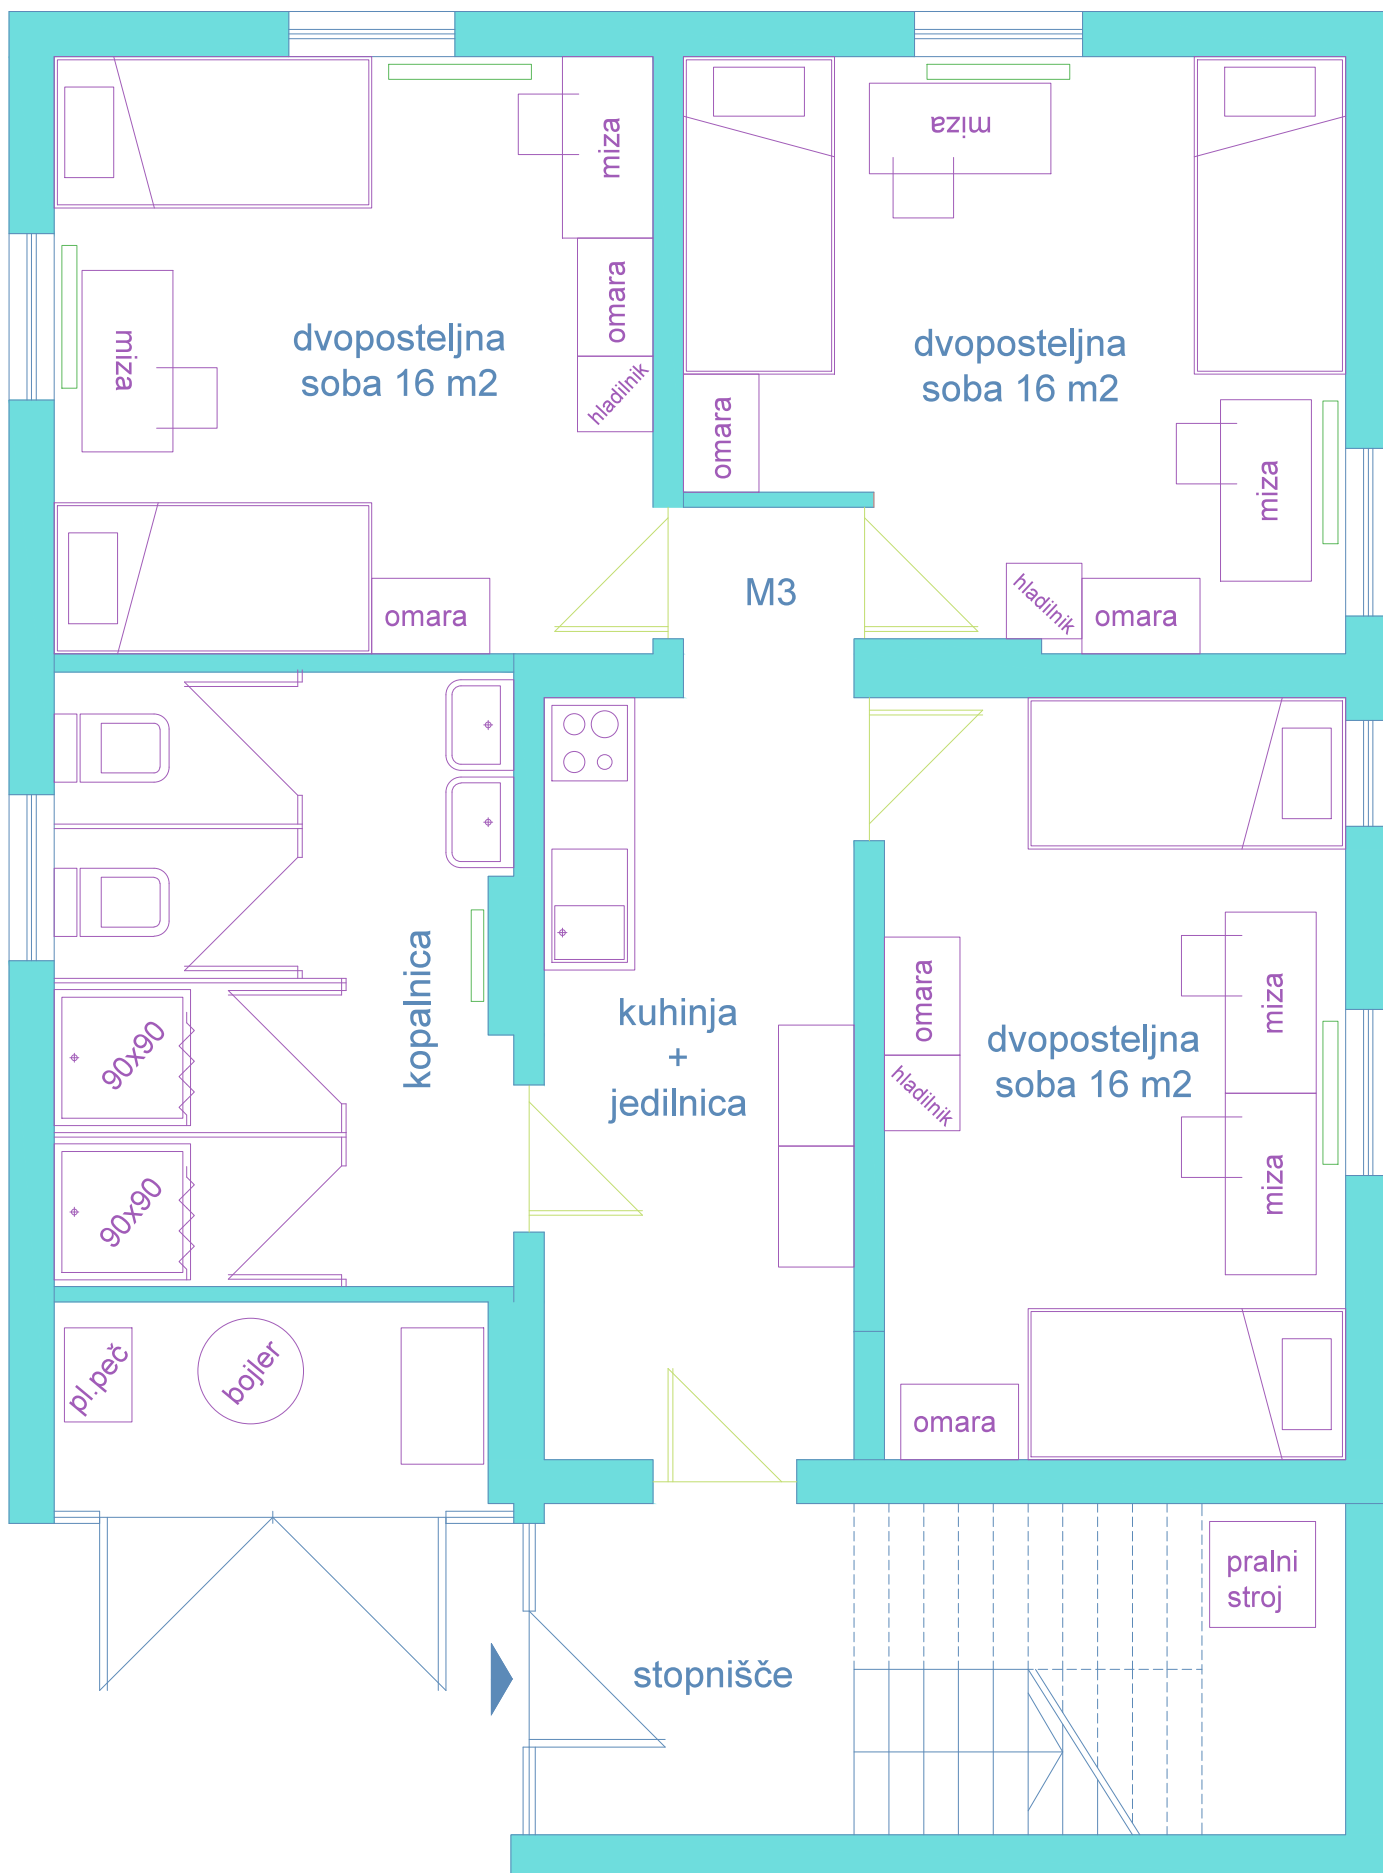 miza
miza
omara
dvoposteljna
soba 16 m2
dvoposteljna
soba 16 m2
miza
hladilnik
omara
miza
hladilnik
omara
M3
omara
kopalnica
omara
miza
kuhinja
+
jedilnica
dvoposteljna
soba 16 m2
90x90
hladilnik
miza
90x90
pl.peč
bojler
omara
pralni
stroj
stopnišče